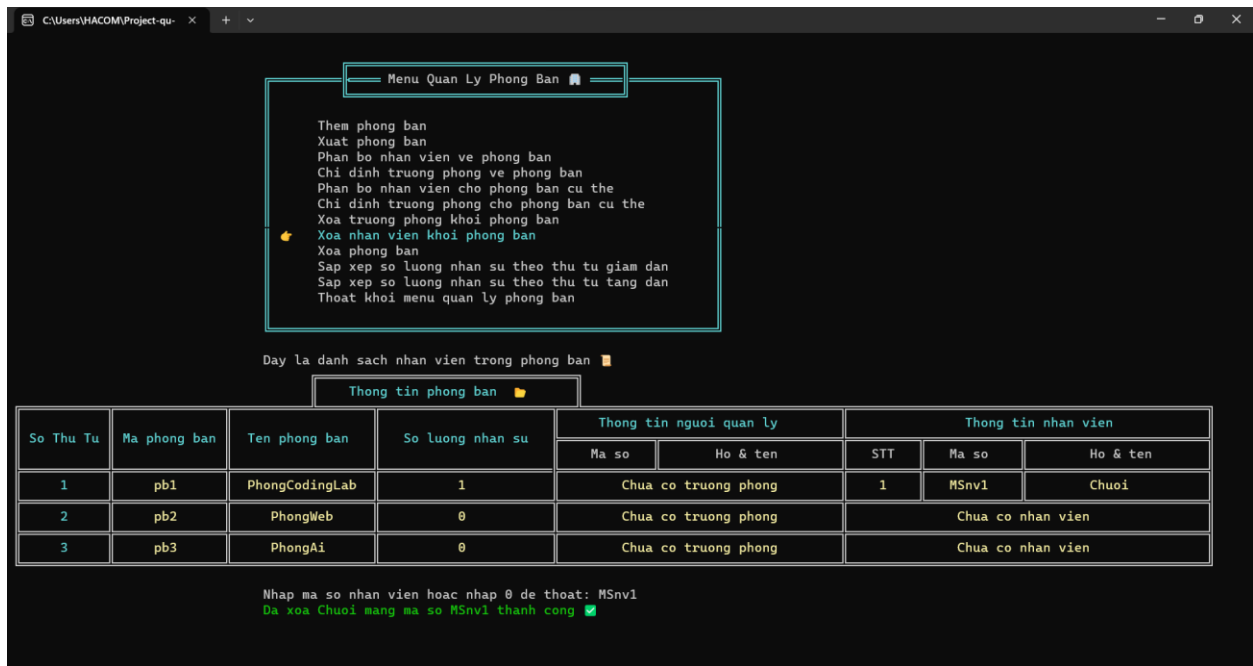 C:\Users\HACOM\Project-qu-
Menu Quan Ly Phong Ban
Them phong ban
Xuat phong ban
Phan bo nhan vien ve phong ban
Chi dinh truong phong ve phong ban
Phan bo nhan vien cho phong ban cu the
Chi dinh truong phong cho phong ban cu the
Xoa truong phong khoi phong ban
Xoa nhan vien khoi phong ban
Xoa phong ban
Sap xep so luong nhan su theo thu tu giam dan
Sap xep so luong nhan su theo thu tu tang dan
Thoat khoi menu quan ly phong ban
Day la danh sach nhan vien trong phong ban
Thong tin phong ban
So Thu Tu Ma phong ban Ten phong ban So luong nhan su Thong tin nguoi quan ly Thong tin nhan vien
Ma so Ho & ten STT Ma so Ho & ten
1 pb1 PhongCodingLab 1 Chua co truong phong 1 MSnv1 Chuoi
2 pb2 PhongWeb 0 Chua co truong phong Chua co nhan vien
3 pb3 PhongAi 0 Chua co truong phong Chua co nhan vien
Nhap ma so nhan vien hoac nhap 0 de thoat: MSnv1
Da xoa Chuoi mang ma so MSnv1 thanh cong